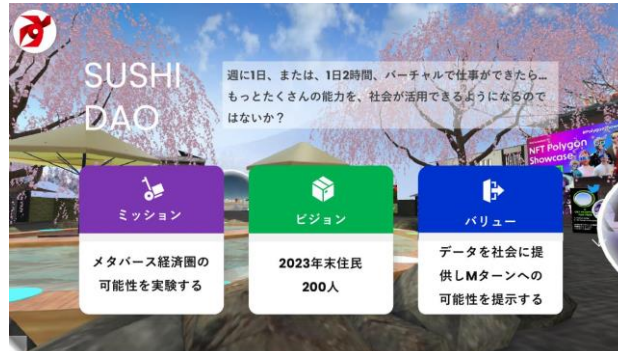 SUSHI
DAO
週に1日、または、1日2時間、バーチャルで仕事ができたら…
もっとたくさんの能力を、社会が活用できるようになるので
はないか？
NFT Polygon
Showcase
ミッション
メタバース経済圏の
可能性を実験する
ビジョン
2023年末住民
200人
バリュー
データを社会に提
供しMターンへの
可能性を提示する